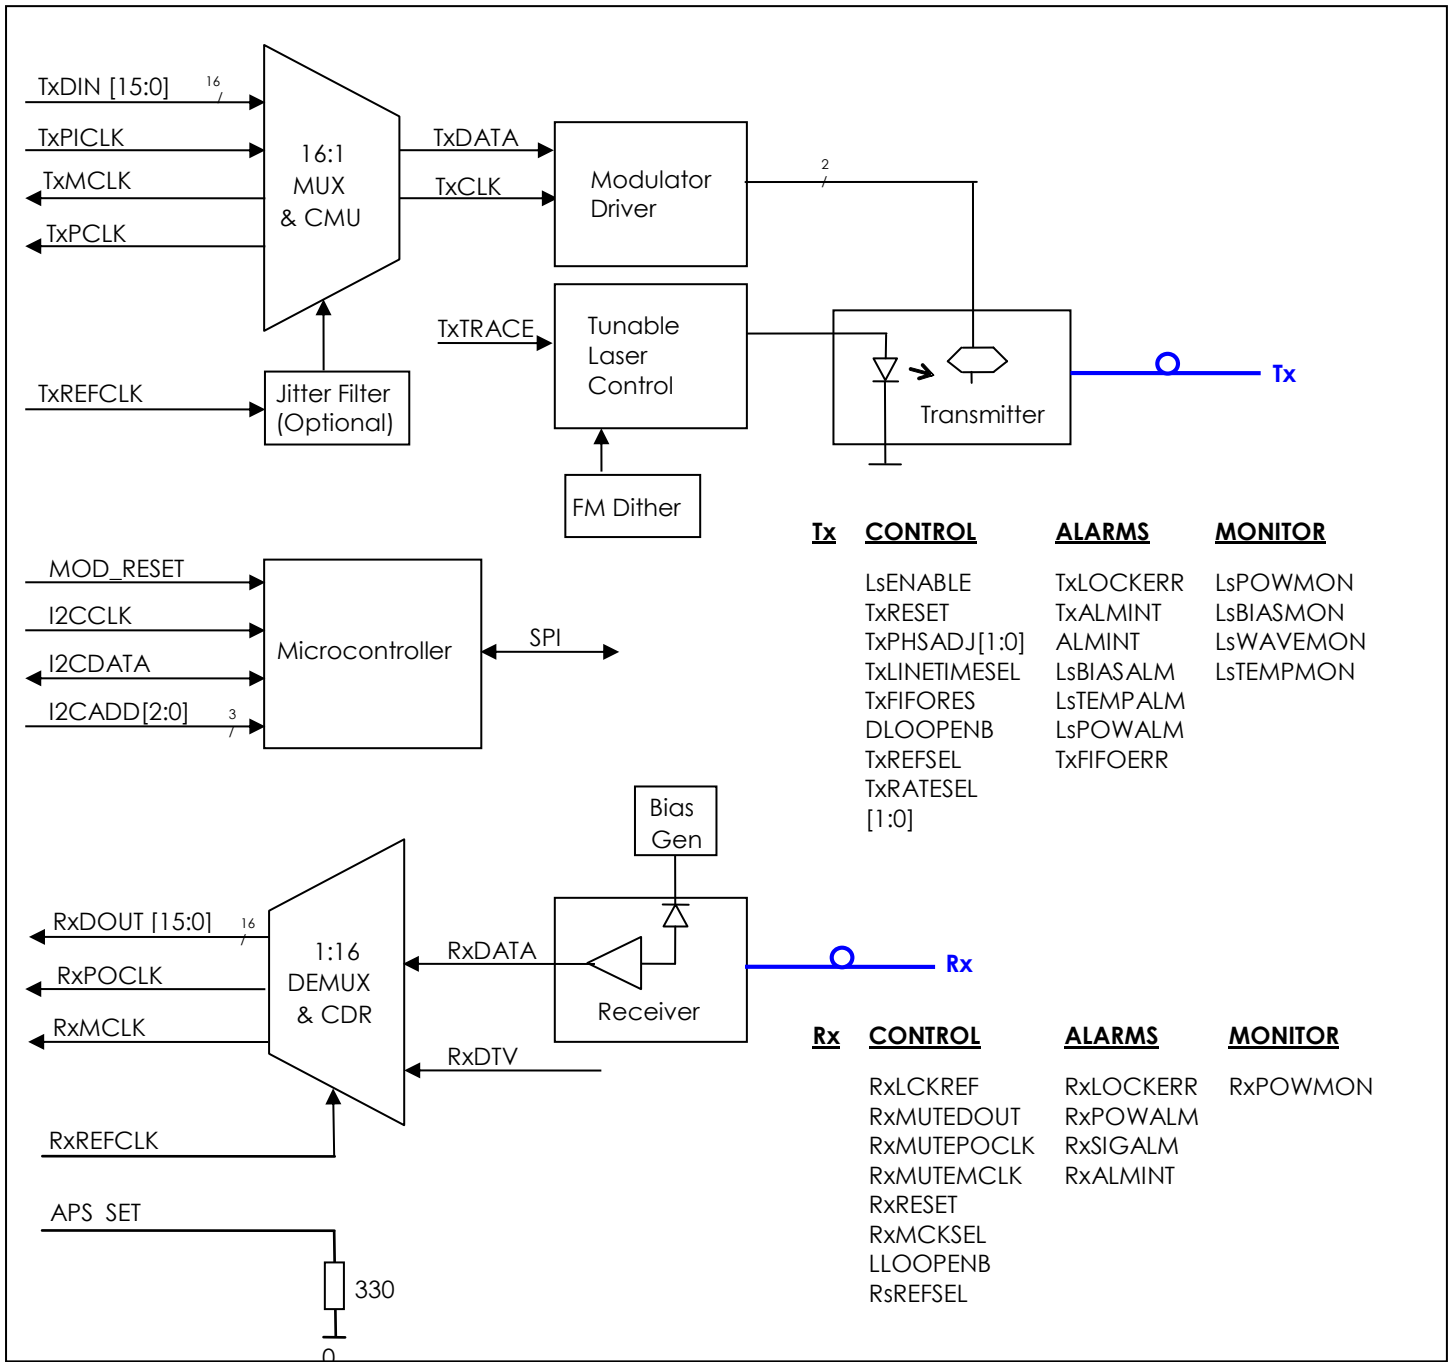 TxDIN [15:0]
16
/
TxPICLK
TxMCLK
TxPCLK
16:1
MUX
& CMU
TxDATA
TxCLK
Modulator
Driver
2
/
TxTRACE
Tunable
Laser
Control
TxREFCLK
Jitter Filter
(Optional)
Transmitter
Tx
FM Dither
MOD_RESET
I2CCLK
I2CDATA
I2CADD[2:0]
3
/
Microcontroller
SPI
Tx CONTROL ALARMS MONITOR
LsENABLE TxLOCKERR LsPOWMON
TxRESET TxALMINT LsBIASMON
TxPHSADJ[1:0] ALMINT LsWAVEMON
TxLINETIMESEL LsBIASALM LsTEMPMON
TxFIFORES LsTEMPALM
DLOOPENB LsPOWALM
TxREFSEL TxFIFOERR
TxRATESEL
[1:0]
Bias
Gen
RxDOUT [15:0]
16
/
RxPOCLK
RxMCLK
1:16
DEMUX
& CDR
RxDATA
RxDTV
Receiver
Rx
RxREFCLK
APS SET
330
0
Rx CONTROL ALARMS MONITOR
RxLCKREF RxLOCKERR RxPOWMON
RxMUTEDOUT RxPOWALM
RxMUTEPOCLK RxSIGALM
RxMUTEMCLK RxALMINT
RxRESET
RxMCKSEL
LLOOPENB
RsREFSEL